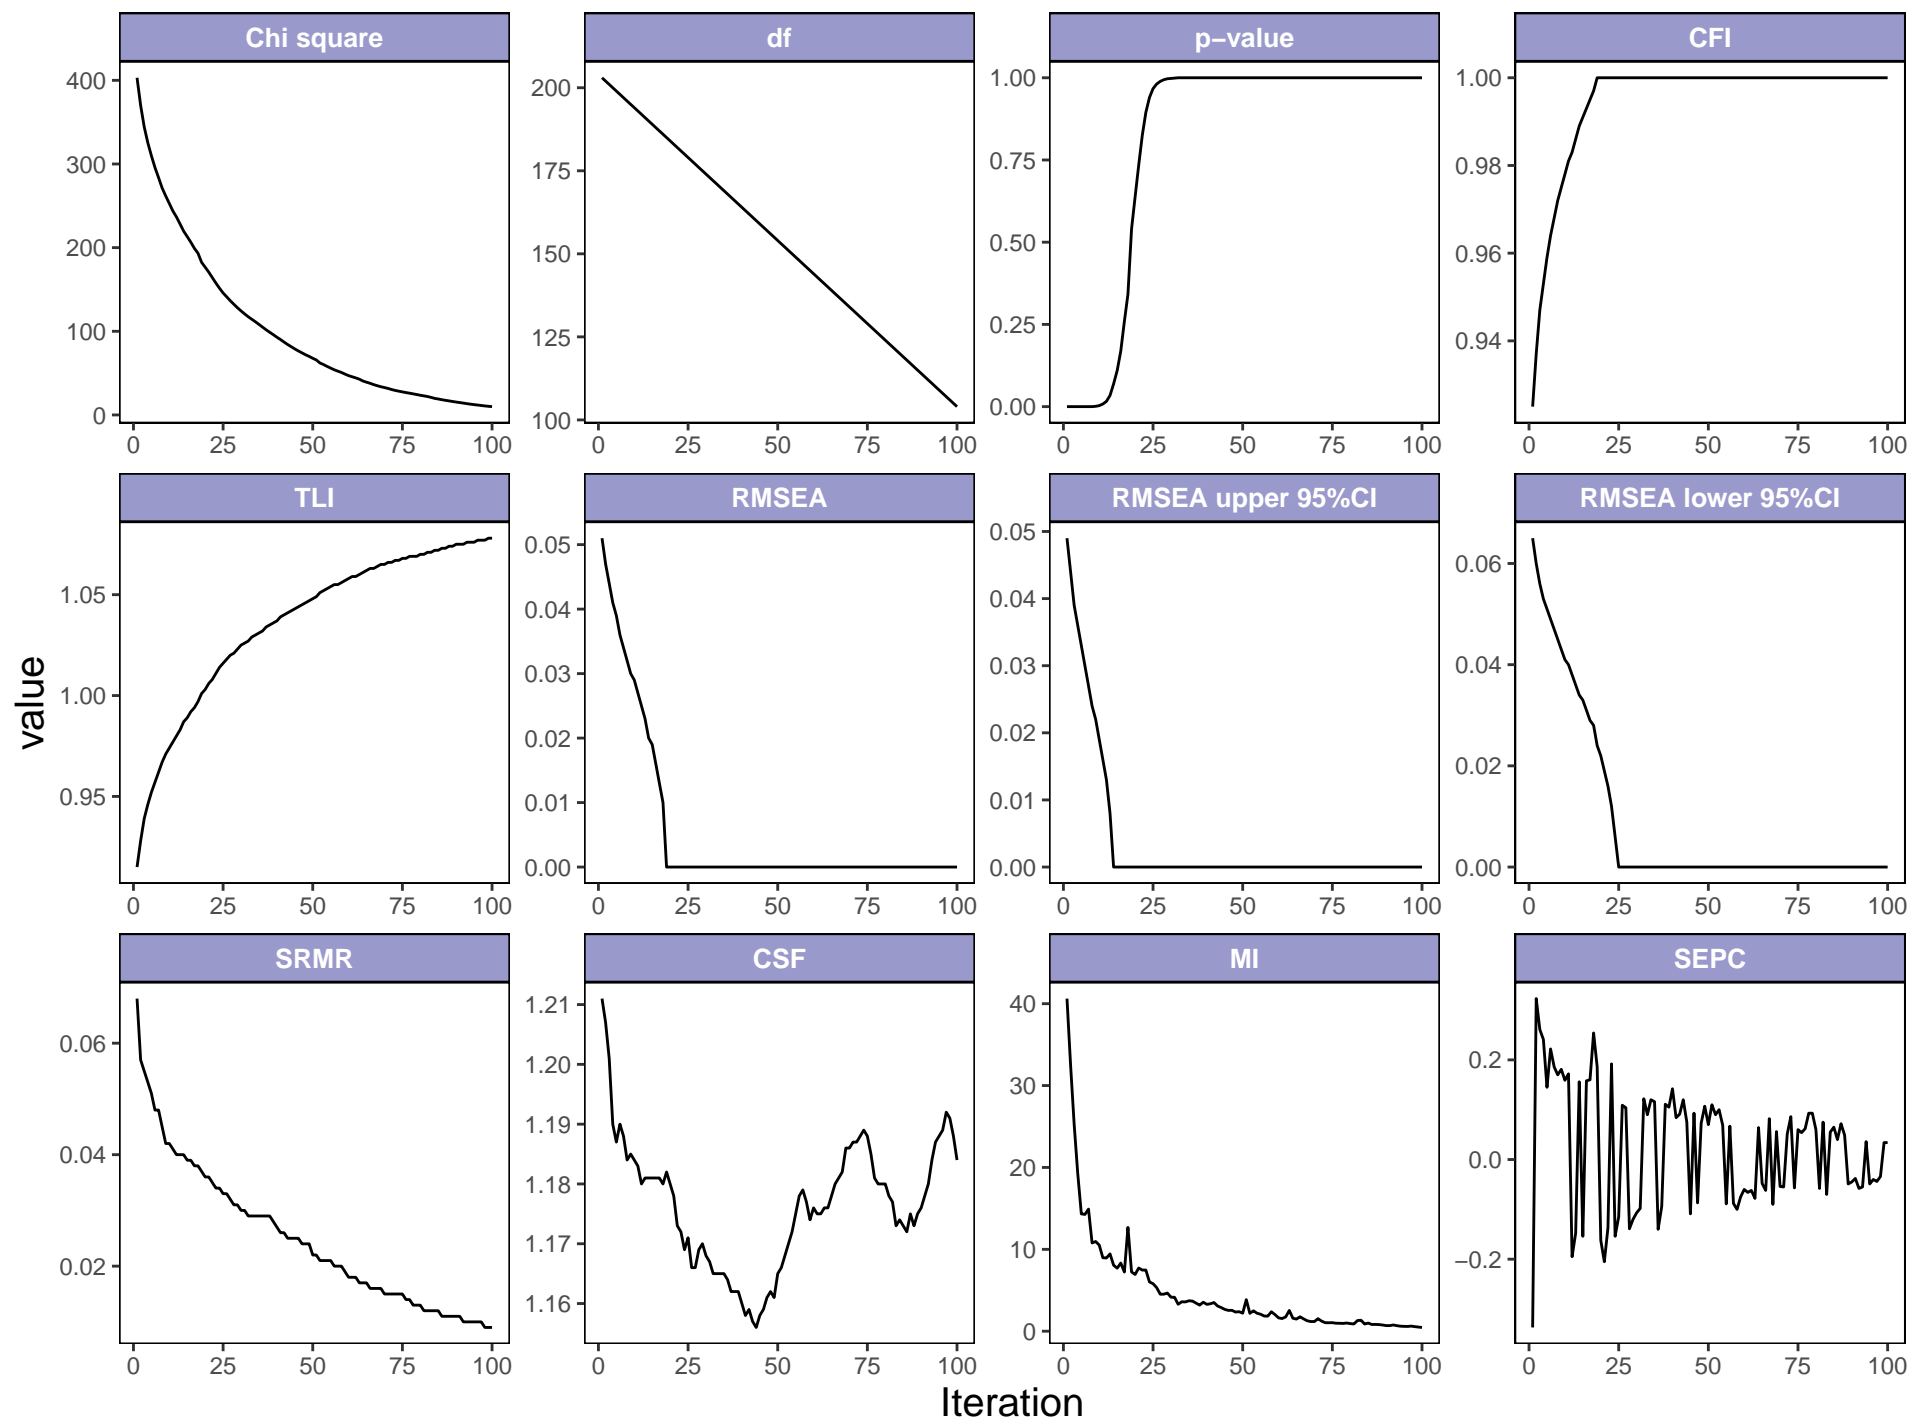 Chi square
df
p−value
CFI
400
300
200
100
0
200
175
150
125
100
1.00
0.75
0.50
0.25
0.00
1.00
0.98
0.96
0.94
0 25 50 75 100
0 25 50 75 100
0 25 50 75 100
0 25 50 75 100
TLI
RMSEA
RMSEA upper 95%CI
RMSEA lower 95%CI
value
1.05
1.00
0.95
0.05
0.04
0.03
0.02
0.01
0.00
0.05
0.04
0.03
0.02
0.01
0.00
0.06
0.04
0.02
0.00
0 25 50 75 100
0 25 50 75 100
0 25 50 75 100
0 25 50 75 100
SRMR
CSF
MI
SEPC
0.06
0.04
0.02
1.21
1.20
1.19
1.18
1.17
1.16
40
30
20
10
0
0.2
0.0
−0.2
0 25 50 75 100
0 25 50 75 100
0 25 50 75 100
0 25 50 75 100
Iteration